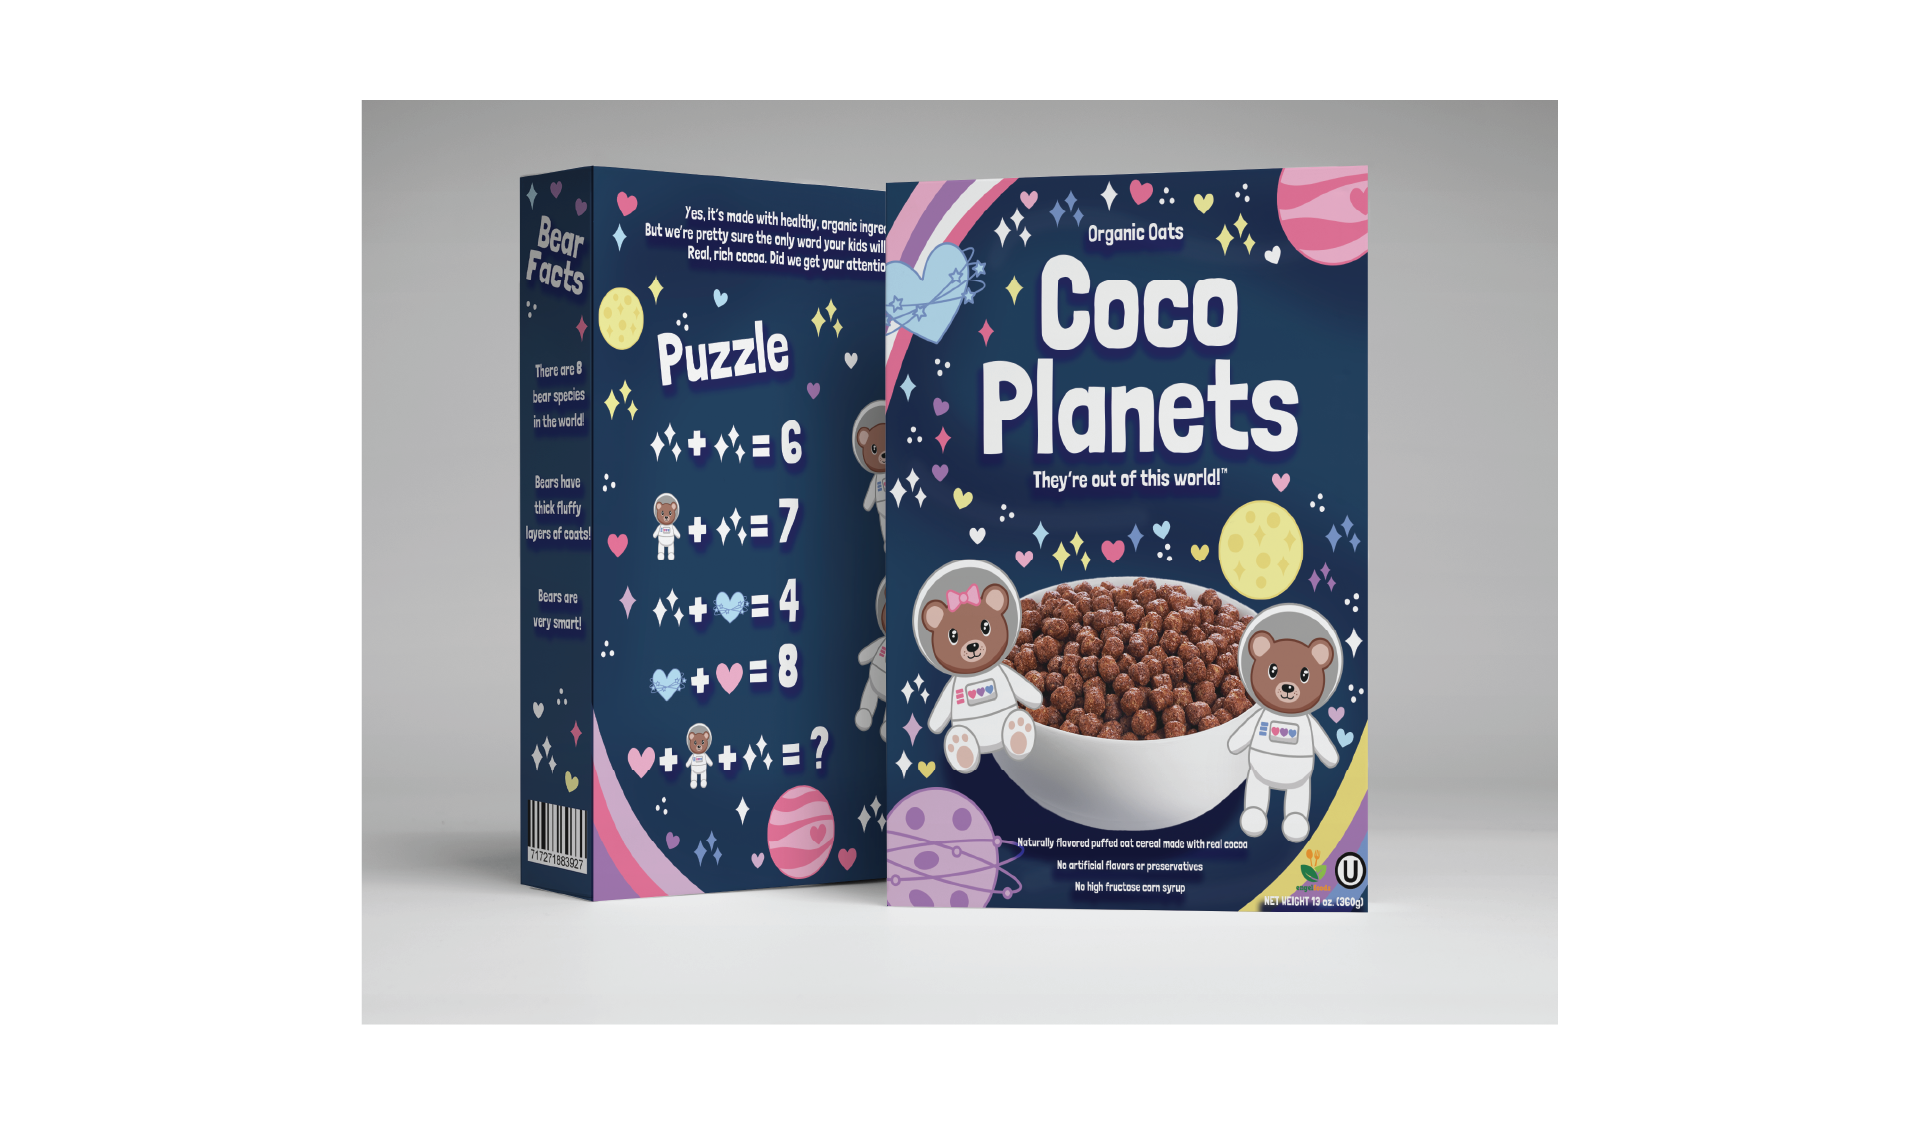 Bear
Facts
There are 8
bear species
in the world!
Bears have
thick fluffy
layers of coats!
Bears are
very smart!
717271883927
Yes, it's made with healthy, organic
But we're pretty sure the only word your kids will
Real, rich cocoa. Did we get your
Puzzle
+ = 6
+ = 7
+ = 4
+ = 8
+ + = ?
Organic Oats
Coco
Planets
They're out of this world!™
Naturally flavored puffed oat cereal made with real cocoa
No artificial flavors or preservatives
No high fructose corn syrup
U
NET WEIGHT 13 oz. (360g)